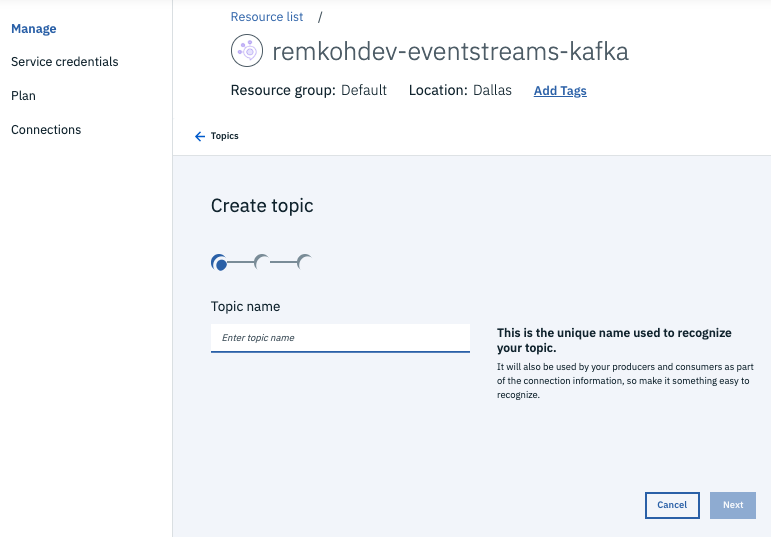 Manage
Service credentials
Plan
Connections
Resource list /
remkohdev-eventstreams-kafka
Resource group: Default Location: Dallas Add Tags
Topics
Create topic
Topic name
Enter topic name
This is the unique name used to recognize
your topic.
It will also be used by your producers and consumers as part
of the connection information, so make it something easy to
recognize.
Cancel Next